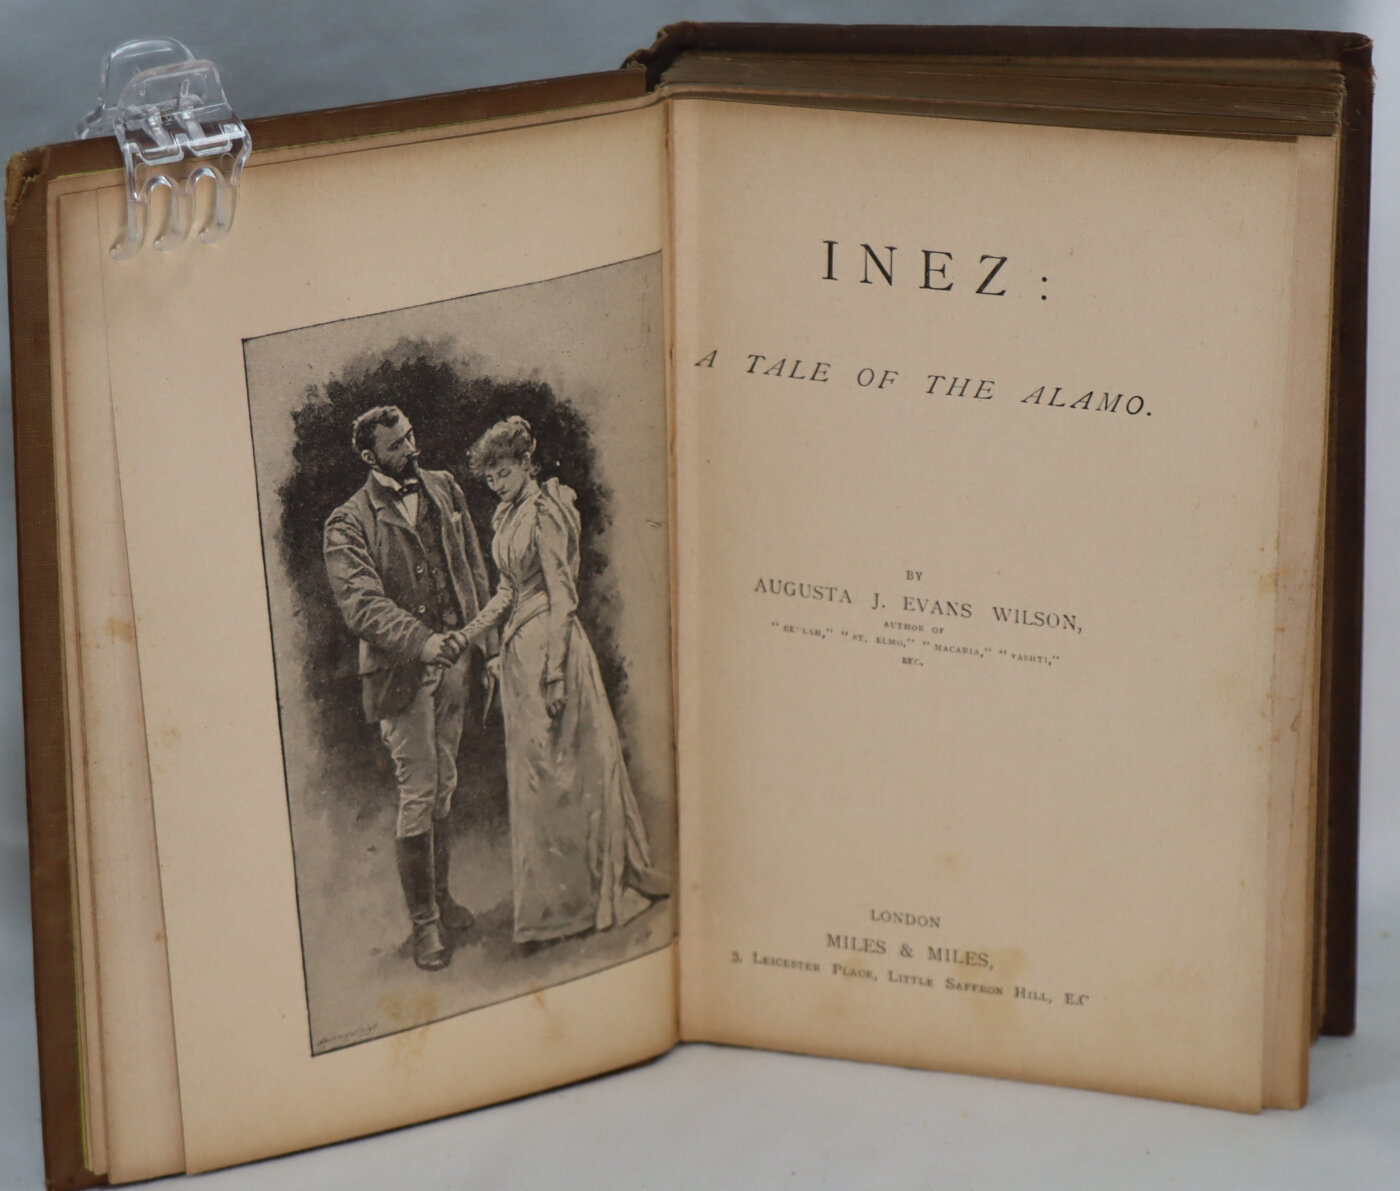 INEZ:
A TALE OF THE ALAMO.
BY
AUGUSTA J. EVANS WILSON,
AUTHOR OF
"BEULAH," "ST. ELMO," "MACARIA," "VASHTI,"
ETC.
LONDON
MILES & MILES,
3, LEICESTER PLACE, LITTLE SAFFRON HILL, E.C